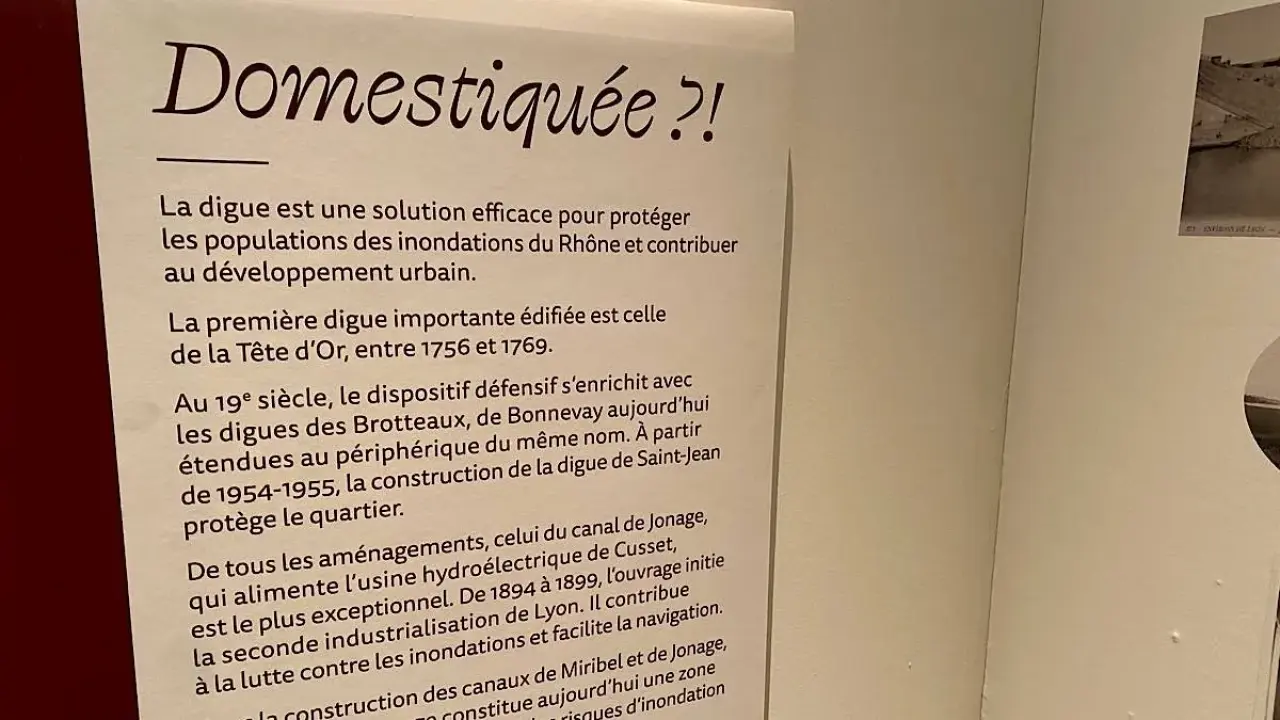 Domestiquée ?!
La digue est une solution efficace pour protéger
les populations des inondations du Rhône et contribuer
au développement urbain.
La première digue importante édifiée est celle
de la Tête d'Or, entre 1756 et 1769.
Au 19e siècle, le dispositif défensif s'enrichit avec
les digues des Brotteaux, de Bonnevay aujourd'hui
étendues au périphérique du même nom. À partir
de 1954-1955, la construction de la digue de Saint-Jean
protège le quartier.
De tous les aménagements, celui du canal de Jonage,
qui alimente l'usine hydroélectrique de Cusset,
est le plus exceptionnel. De 1894 à 1899, l'ouvrage initie
la seconde industrialisation de Lyon. Il contribue
à la lutte contre les inondations et facilite la navigation.
la construction des canaux de Miribel et de Jonage,
constitue aujourd'hui une zone
risques d'inondation